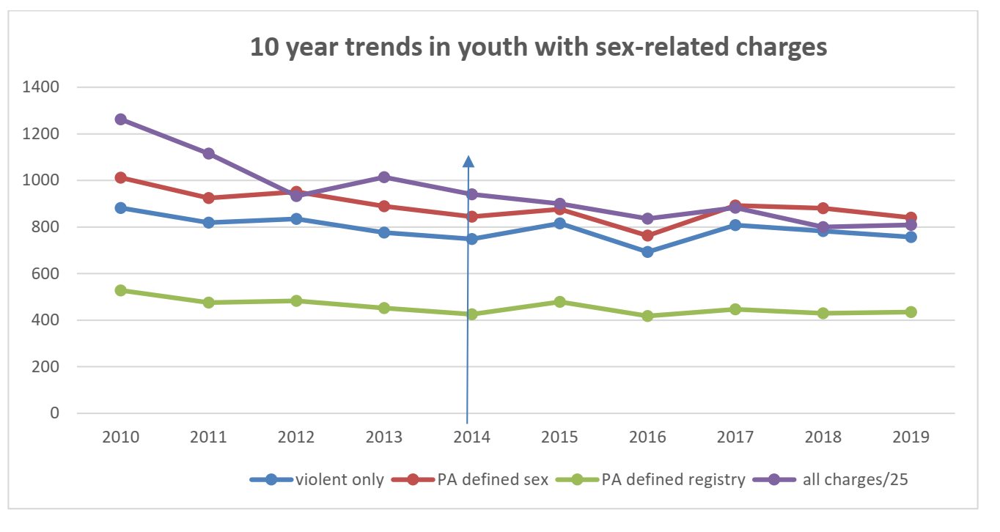 10 year trends in youth with sex-related charges
1400
1200
1000
800
600
400
200
0
2010 2011 2012 2013 2014 2015 2016 2017 2018 2019
violent only PA defined sex PA defined registry all charges/25